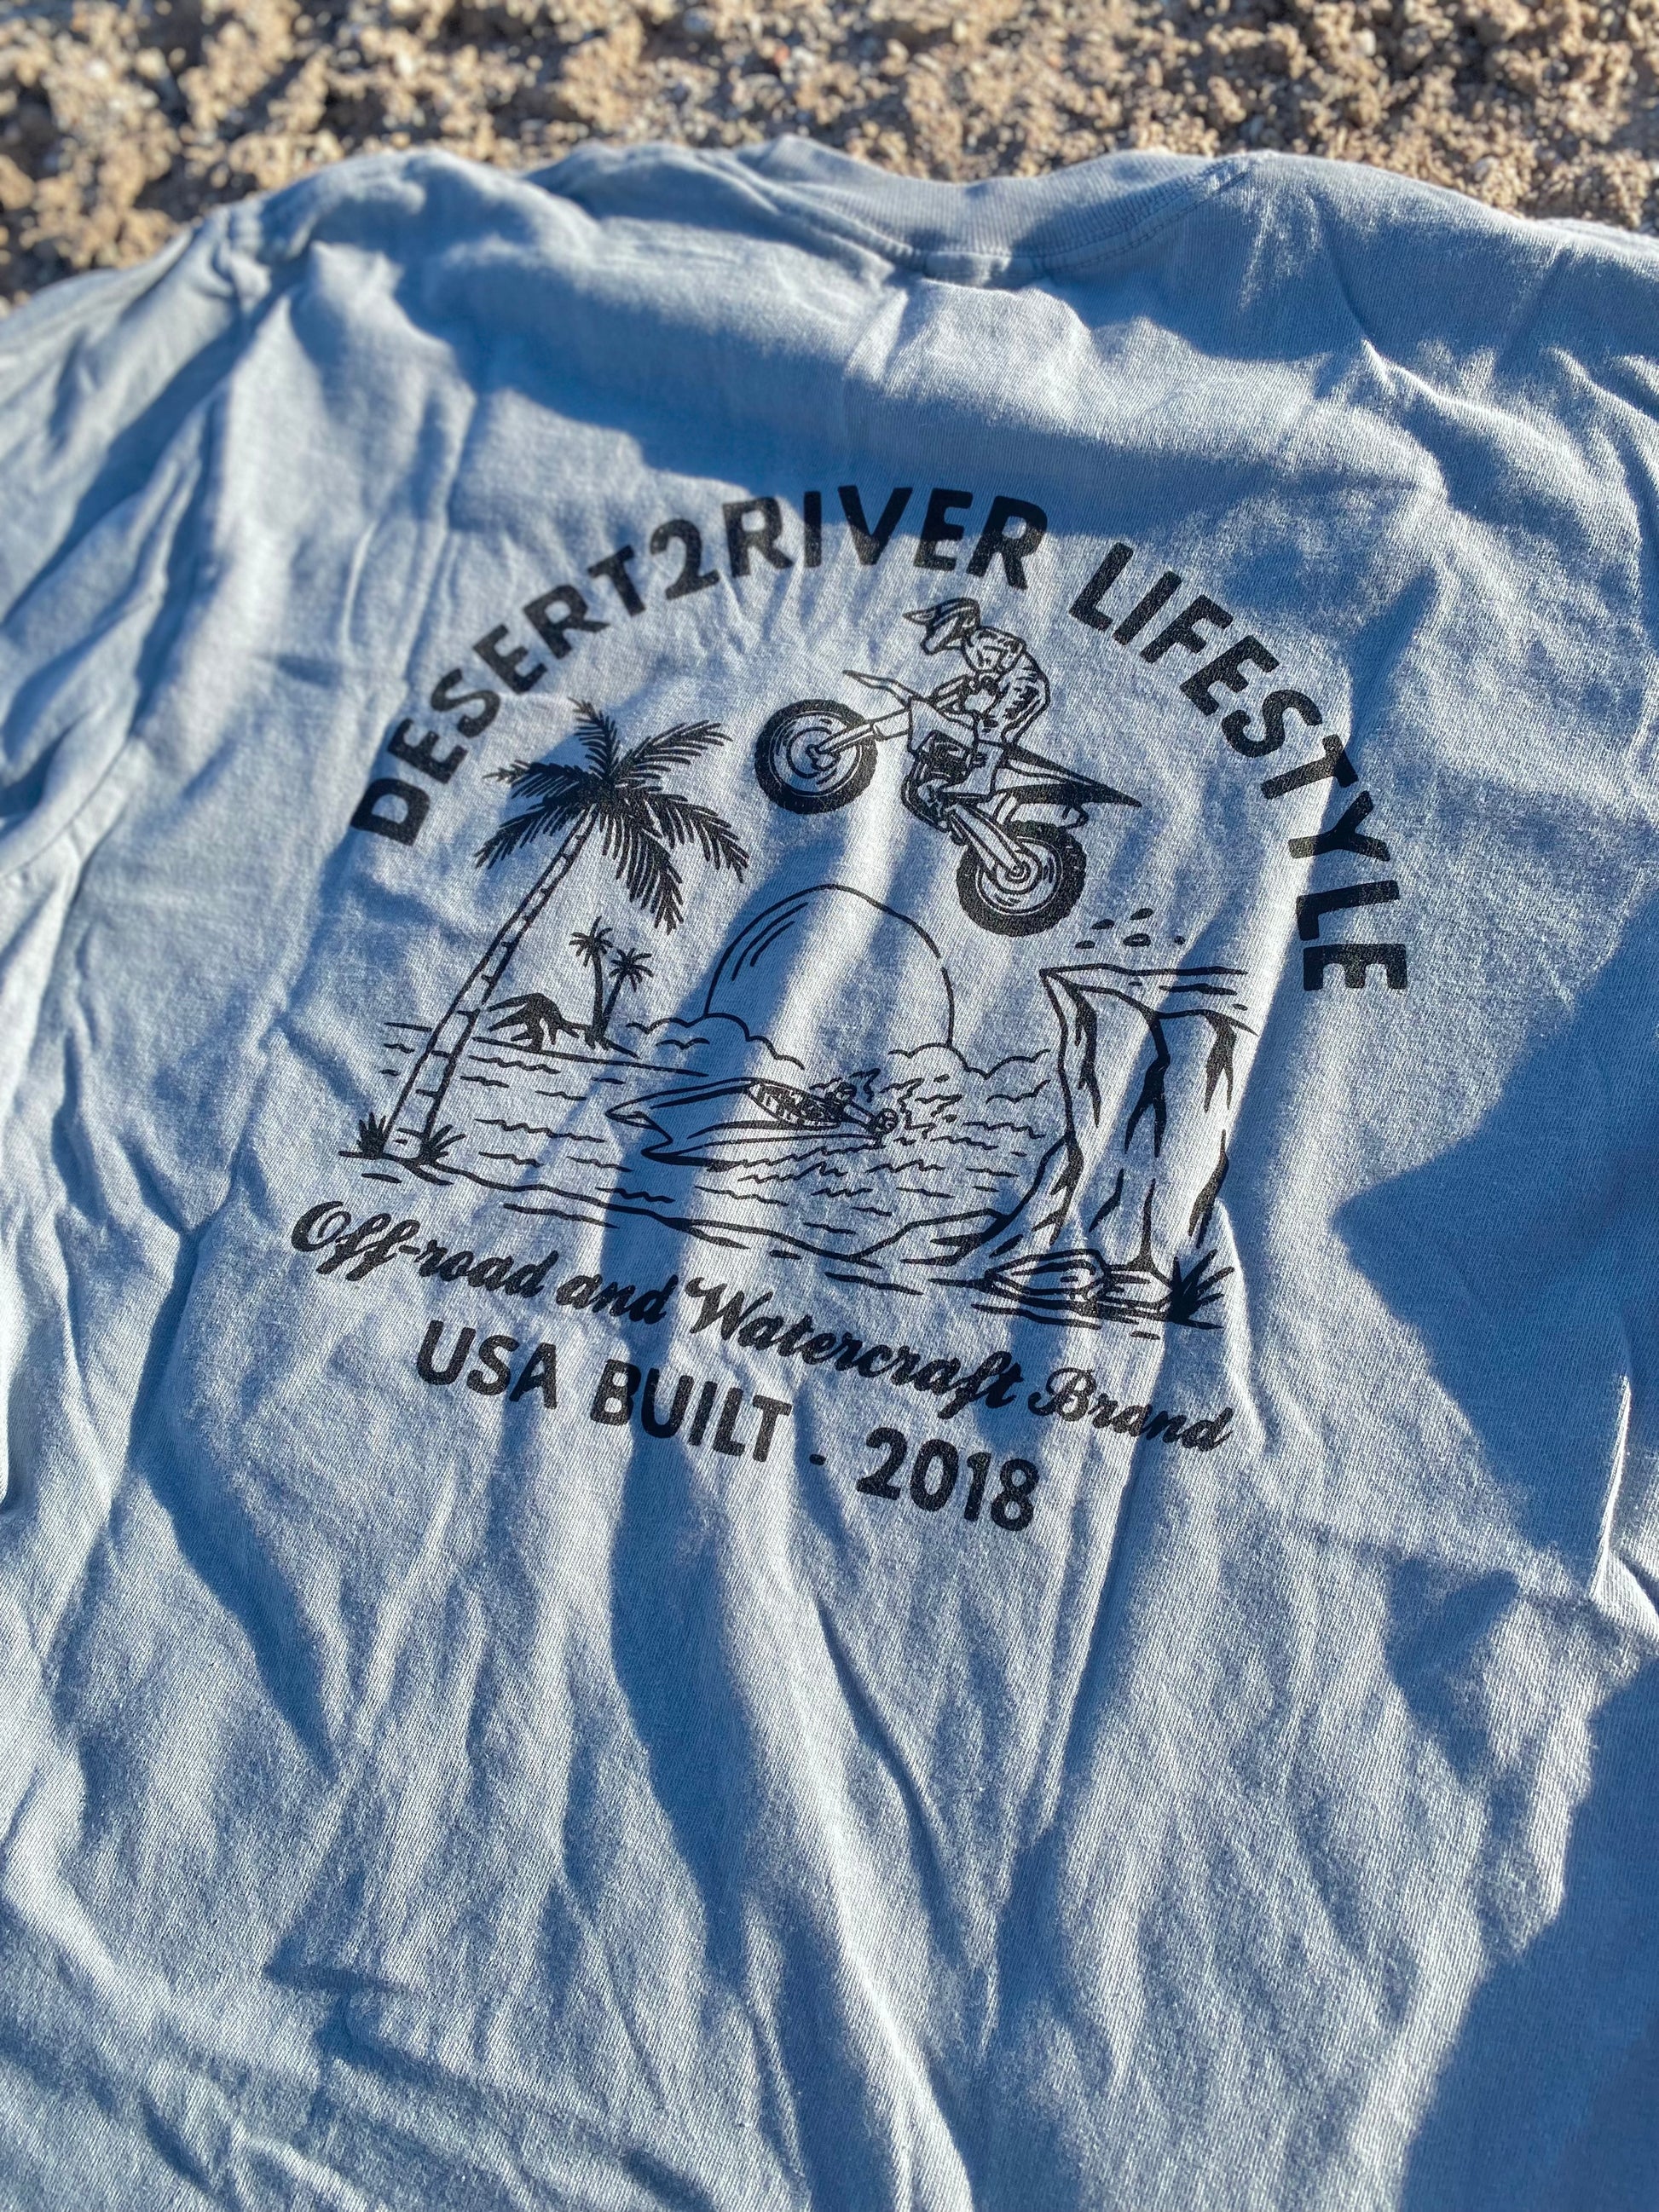 DESERT2RIVER LIFESTYLE
Off-road and Watercraft Brand
USA BUILT - 2018